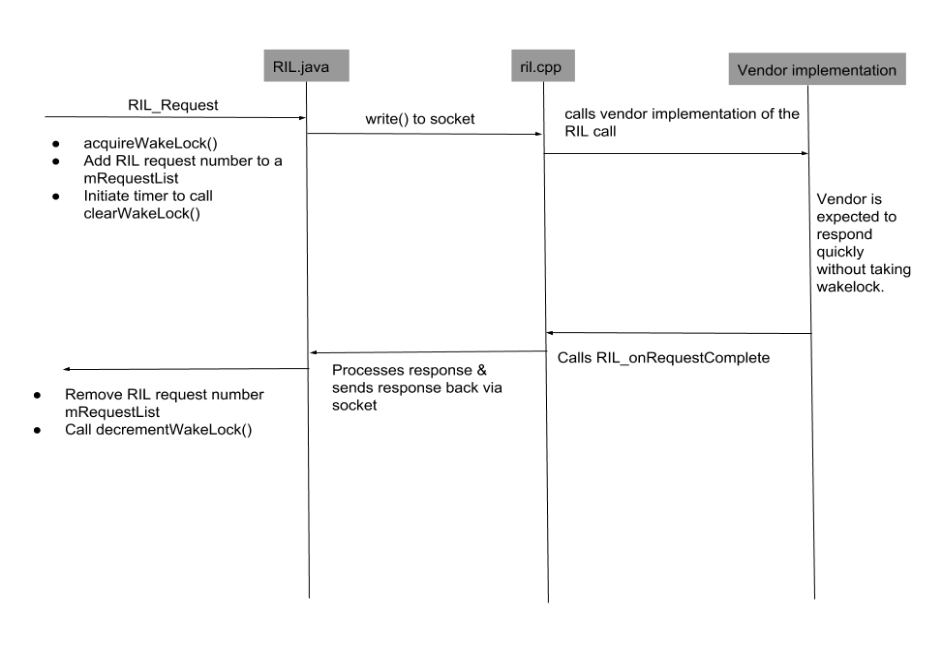 RIL.java
ril.cpp
Vendor implementation
RIL_Request
write() to socket
calls vendor implementation of the
RIL call
● acquireWakeLock()
● Add RIL request number to a
mRequestList
● Initiate timer to call
clearWakeLock()
Vendor is
expected to
respond
quickly
without taking
wakelock.
Calls RIL_onRequestComplete
Processes response &
sends response back via
socket
● Remove RIL request number
mRequestList
● Call decrementWakeLock()